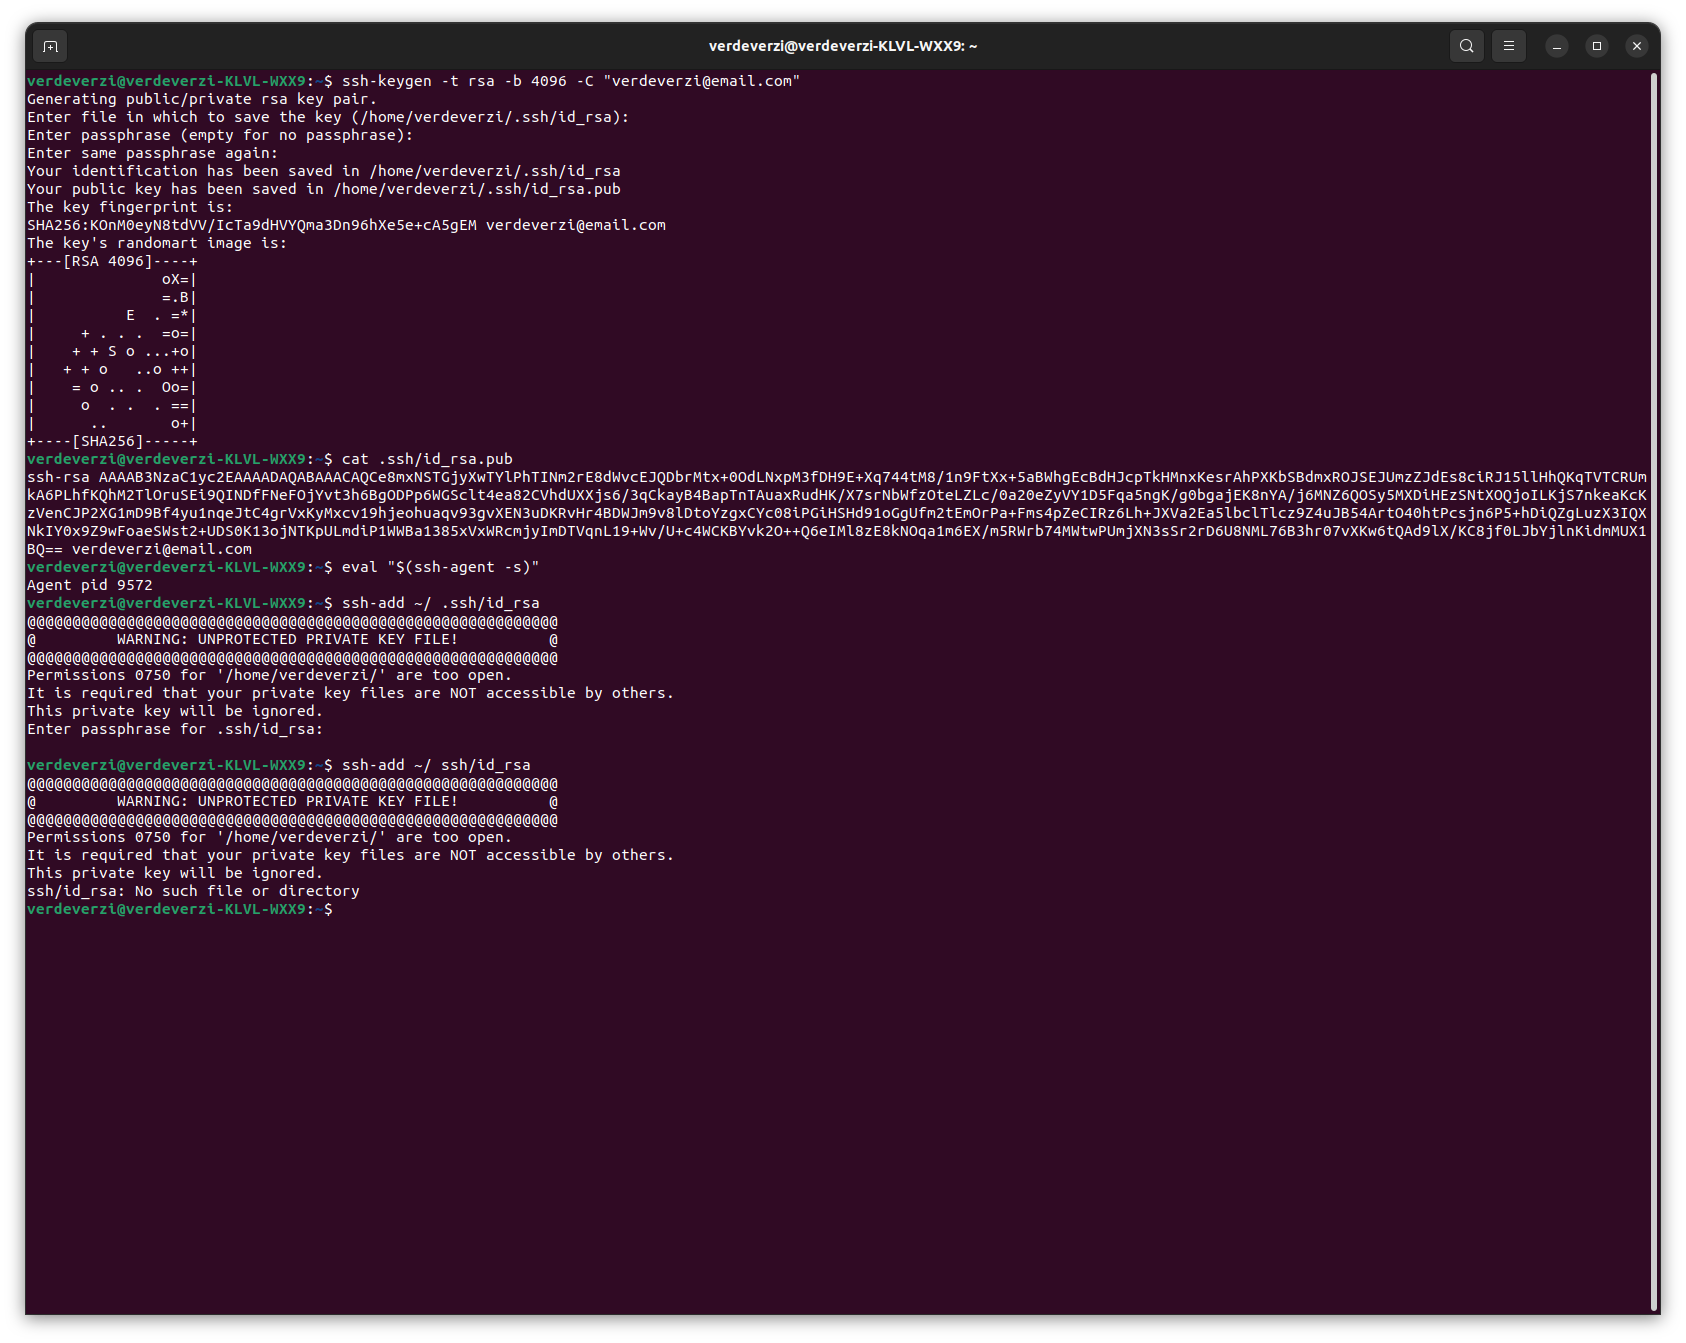 verdeverzi@verdeverzi-KLVL-WXX9: ~
verdeverzi@verdeverzi-KLVL-WXX9:~$ ssh-keygen -t rsa -b 4096 -C "verdeverzi@email.com"
Generating public/private rsa key pair.
Enter file in which to save the key (/home/verdeverzi/.ssh/id_rsa):
Enter passphrase (empty for no passphrase):
Enter same passphrase again:
Your identification has been saved in /home/verdeverzi/.ssh/id_rsa
Your public key has been saved in /home/verdeverzi/.ssh/id_rsa.pub
The key fingerprint is:
SHA256:KOnM0eyN8tdVV/IcTa9dHVYQma3Dn96hXe5e+cA5gEM verdeverzi@email.com
The key's randomart image is:
+---[RSA 4096]----+
|              oX=|
|              =.B|
|          E  . =*|
|     + . . .  =o=|
|    + + S o ...+o|
|   + + o   ..o ++|
|    = o .. .  Oo=|
|     o  . .  . ==|
|      ..       o+|
+----[SHA256]-----+
verdeverzi@verdeverzi-KLVL-WXX9:~$ cat .ssh/id_rsa.pub
ssh-rsa AAAAB3NzaC1yc2EAAAADAQABAAACAQCe8mxNSTGjyXwTYlPhTINm2rE8dWvcEJQDbrMtx+0OdLNxpM3fDH9E+Xq744tM8/1n9FtXx+5aBWhgEcBdHJcpTkHMnxKesrAhPXKbSBdmxROJSEJUmzZJdEs8ciRJ15llHhQKqTVTCRUm
kA6PLhfKQhM2TlOruSEi9QINDfFNeFOjYvt3h6BgODPp6WGSclt4ea82CVhdUXXjs6/3qCkayB4BapTnTAuaxRudHK/X7srNbWfzOteLZLc/0a20eZyVY1D5Fqa5ngK/g0bgajEK8nYA/j6MNZ6QOSy5MXDiHEzSNtXOQjoILKjS7nkeaKcK
zVenCJP2XG1mD9Bf4yu1nqeJtC4grVxKyMxcv19hjeohuaqv93gvXEN3uDKRvHr4BDWJm9v8lDtoYzgxCYc08iPGiHSHd91oGgUfm2tEmOrPa+Fms4pZeCIRz6Lh+JXVa2Ea5lbclTlcz9Z4uJB54ArtO40htPcsjn6P5+hDiQZgLuzX3IQX
NkIY0x9Z9wFoaeSWst2+UDS0K13ojNTKpULmdiP1WWBa1385xVxWRcmjyImDTVqnL19+Wv/U+c4WCKBYvk2O++Q6eIMl8zE8kNOqa1m6EX/m5RWrb74MWtwPUmjXN3sSr2rD6U8NML76B3hr07vXKw6tQAd9lX/KC8jf0LJbYjlnKidmMUX1
BQ== verdeverzi@email.com
verdeverzi@verdeverzi-KLVL-WXX9:~$ eval "$(ssh-agent -s)"
Agent pid 9572
verdeverzi@verdeverzi-KLVL-WXX9:~$ ssh-add ~/ .ssh/id_rsa
@@@@@@@@@@@@@@@@@@@@@@@@@@@@@@@@@@@@@@@@@@@@@@@@@@@@@@@@@@@
@         WARNING: UNPROTECTED PRIVATE KEY FILE!          @
@@@@@@@@@@@@@@@@@@@@@@@@@@@@@@@@@@@@@@@@@@@@@@@@@@@@@@@@@@@
Permissions 0750 for '/home/verdeverzi/' are too open.
It is required that your private key files are NOT accessible by others.
This private key will be ignored.
Enter passphrase for .ssh/id_rsa:
verdeverzi@verdeverzi-KLVL-WXX9:~$ ssh-add ~/ ssh/id_rsa
@@@@@@@@@@@@@@@@@@@@@@@@@@@@@@@@@@@@@@@@@@@@@@@@@@@@@@@@@@@
@         WARNING: UNPROTECTED PRIVATE KEY FILE!          @
@@@@@@@@@@@@@@@@@@@@@@@@@@@@@@@@@@@@@@@@@@@@@@@@@@@@@@@@@@@
Permissions 0750 for '/home/verdeverzi/' are too open.
It is required that your private key files are NOT accessible by others.
This private key will be ignored.
ssh/id_rsa: No such file or directory
verdeverzi@verdeverzi-KLVL-WXX9:~$